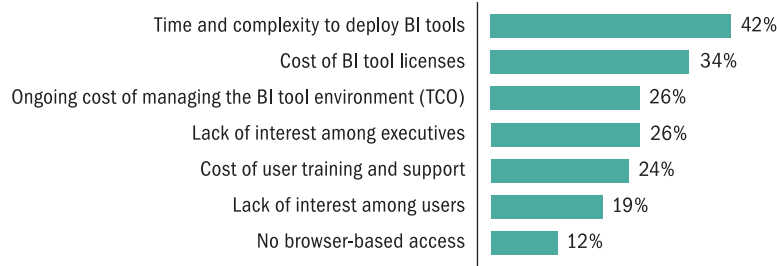 Time and complexity to deploy BI tools 42%
Cost of BI tool licenses 34%
Ongoing cost of managing the BI tool environment (TCO) 26%
Lack of interest among executives 26%
Cost of user training and support 24%
Lack of interest among users 19%
No browser-based access 12%